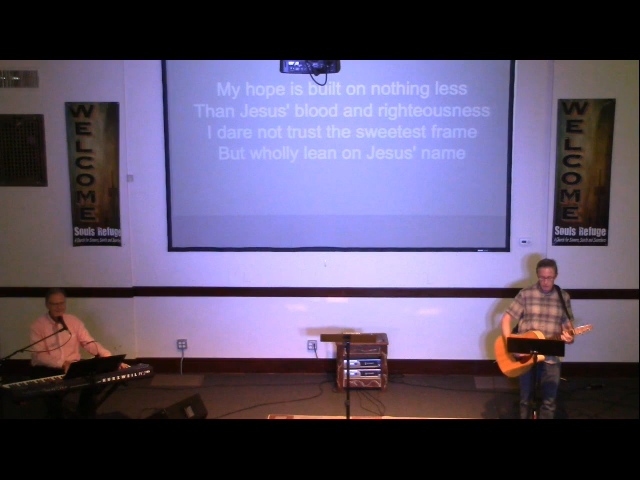 My hope is built on nothing less
Than Jesus' blood and righteousness
I dare not trust the sweetest frame
But wholly lean on Jesus' name
WELCOME
Souls Refuge
WELCOME
Souls Refuge
KURZWEIL